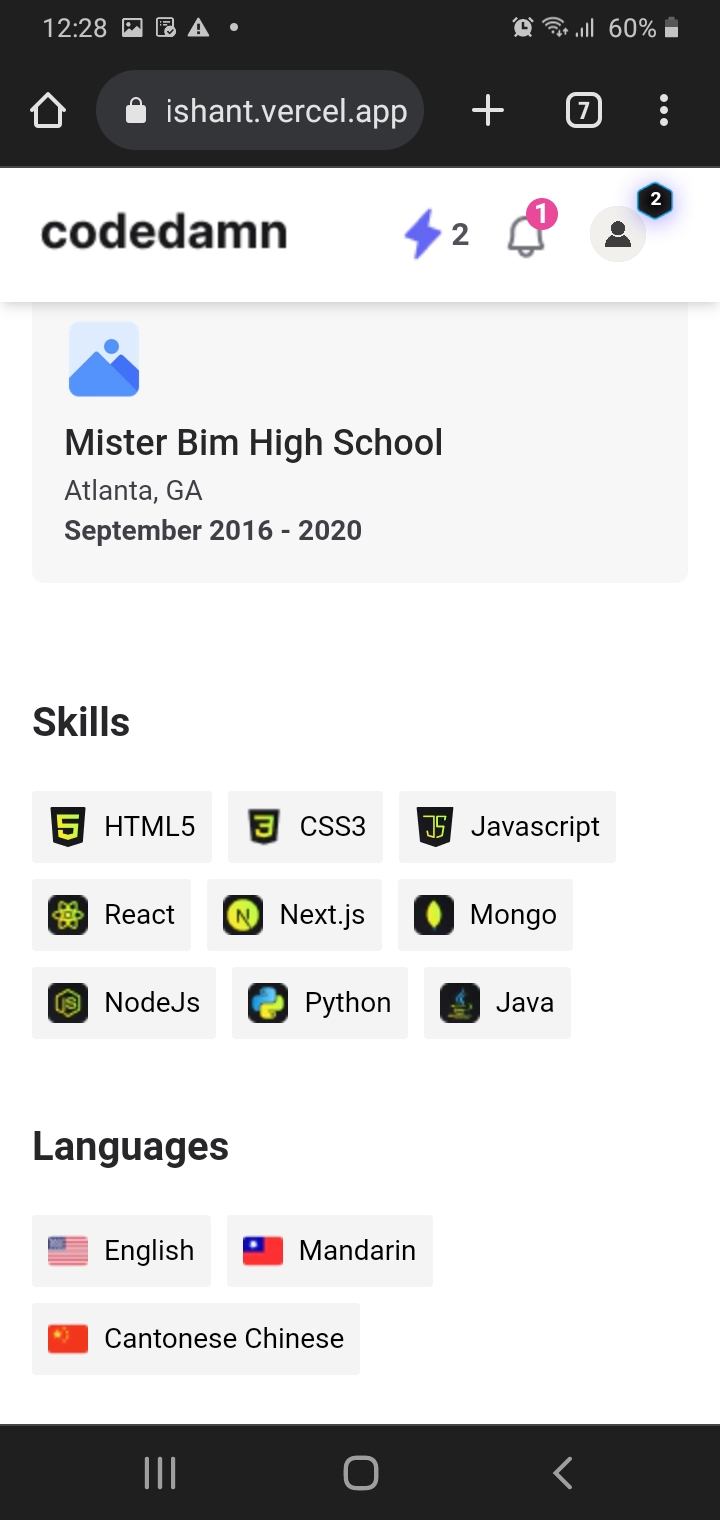 12:28 60%
ishant.vercel.app 7
codedamn 2 1 2
Mister Bim High School
Atlanta, GA
September 2016 - 2020
Skills
HTML5 CSS3 Javascript
React Next.js Mongo
NodeJs Python Java
Languages
English Mandarin
Cantonese Chinese